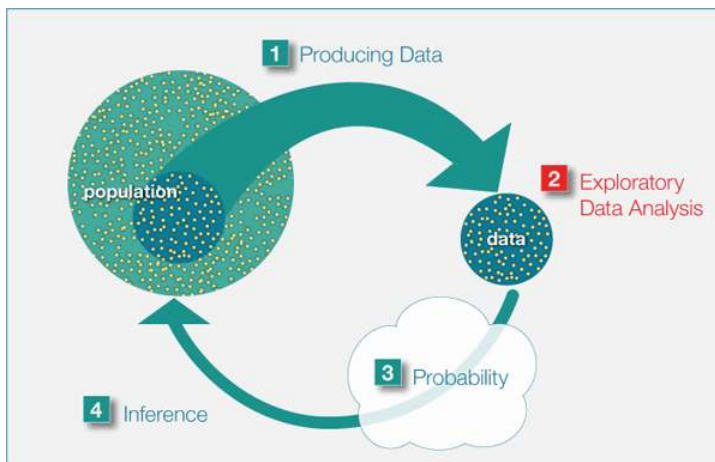 1 Producing Data
population
2 Exploratory
Data Analysis
data
3 Probability
4 Inference